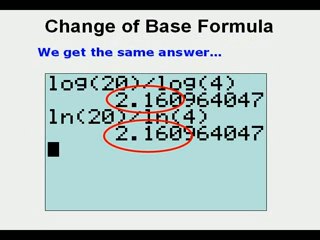 Change of Base Formula
We get the same answer…
log(20)/log(4)
2.160964047
ln(20)/ln(4)
2.160964047